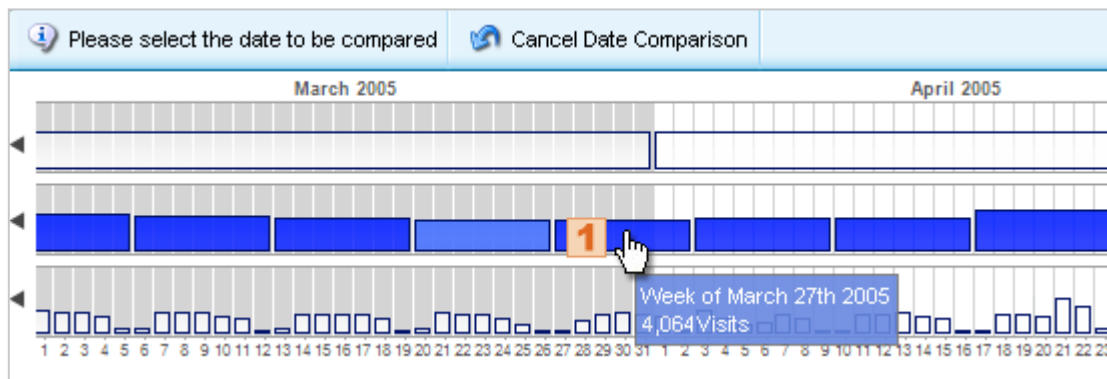 Please select the date to be compared Cancel Date Comparison
March 2005 April 2005
1
Week of March 27th 2005
4,064 Visits
1 2 3 4 5 6 7 8 9 10 11 12 13 14 15 16 17 18 19 20 21 22 23 24 25 26 27 28 29 30 31 1 2 3 4 5 6 7 8 9 10 11 12 13 14 15 16 17 18 19 20 21 22 23